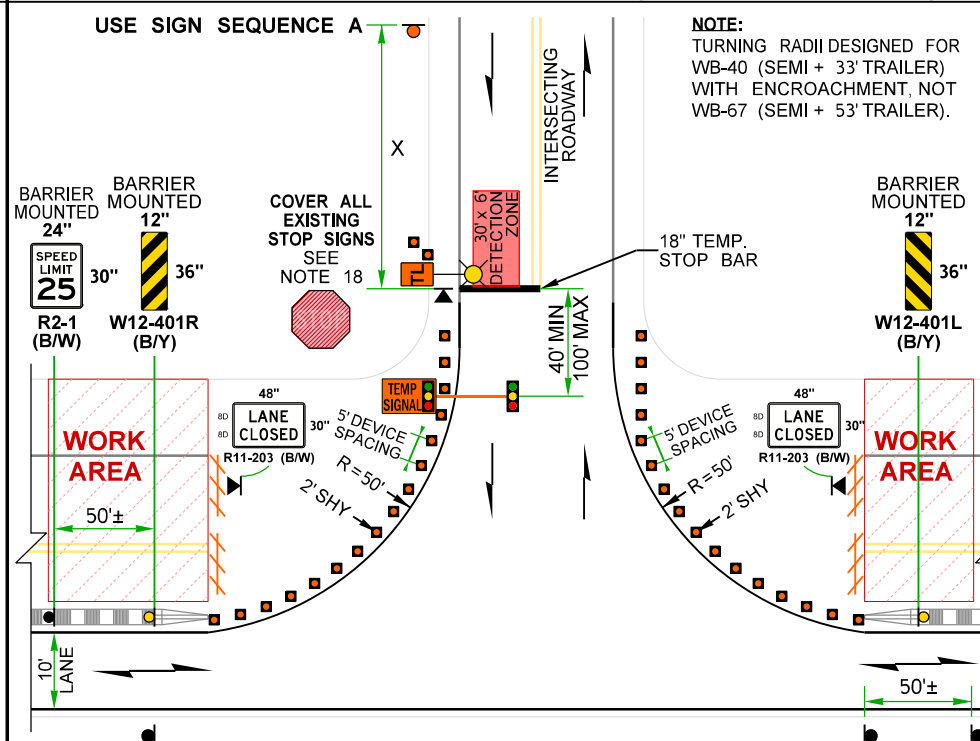 USE SIGN SEQUENCE A
NOTE:
TURNING RADII DESIGNED FOR
WB-40 (SEMI + 33' TRAILER)
WITH ENCROACHMENT, NOT
WB-67 (SEMI + 53' TRAILER).
INTERSECTING
ROADWAY
X
BARRIER
MOUNTED
24"
SPEED
LIMIT
25
30"
R2-1
(B/W)
BARRIER
MOUNTED
12"
36"
W12-401R
(B/Y)
COVER ALL
EXISTING
STOP SIGNS
SEE
NOTE 18
STOP
TL
30' x 6'
DETECTION
ZONE
18" TEMP.
STOP BAR
40' MIN
100' MAX
BARRIER
MOUNTED
12"
36"
W12-401L
(B/Y)
TEMP
SIGNAL
WORK
AREA
48"
8D
8D
LANE
CLOSED
30"
R11-203 (B/W)
5' DEVICE
SPACING
R=50'
2' SHY
5' DEVICE
SPACING
R=50'
2' SHY
48"
8D
8D
LANE
CLOSED
30"
R11-203 (B/W)
WORK
AREA
50'±
10'
LANE
50'±